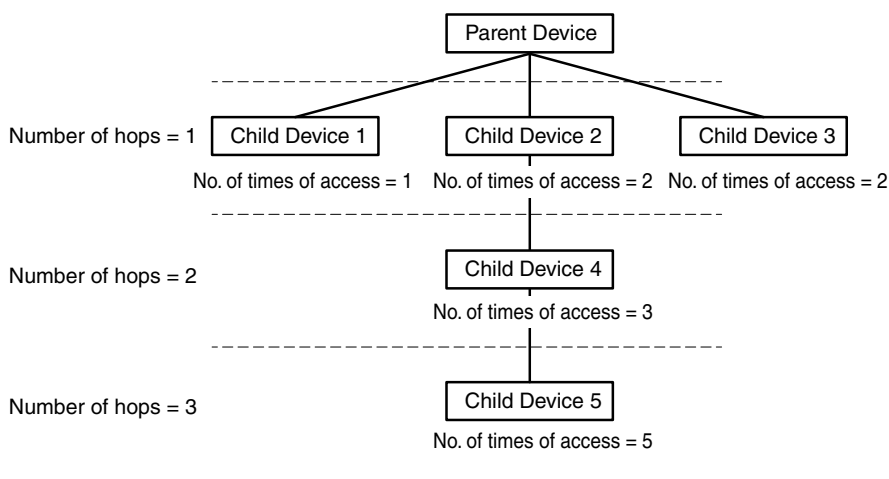 Parent Device
Number of hops = 1
Child Device 1
Child Device 2
Child Device 3
No. of times of access = 1
No. of times of access = 2
No. of times of access = 2
Number of hops = 2
Child Device 4
No. of times of access = 3
Number of hops = 3
Child Device 5
No. of times of access = 5